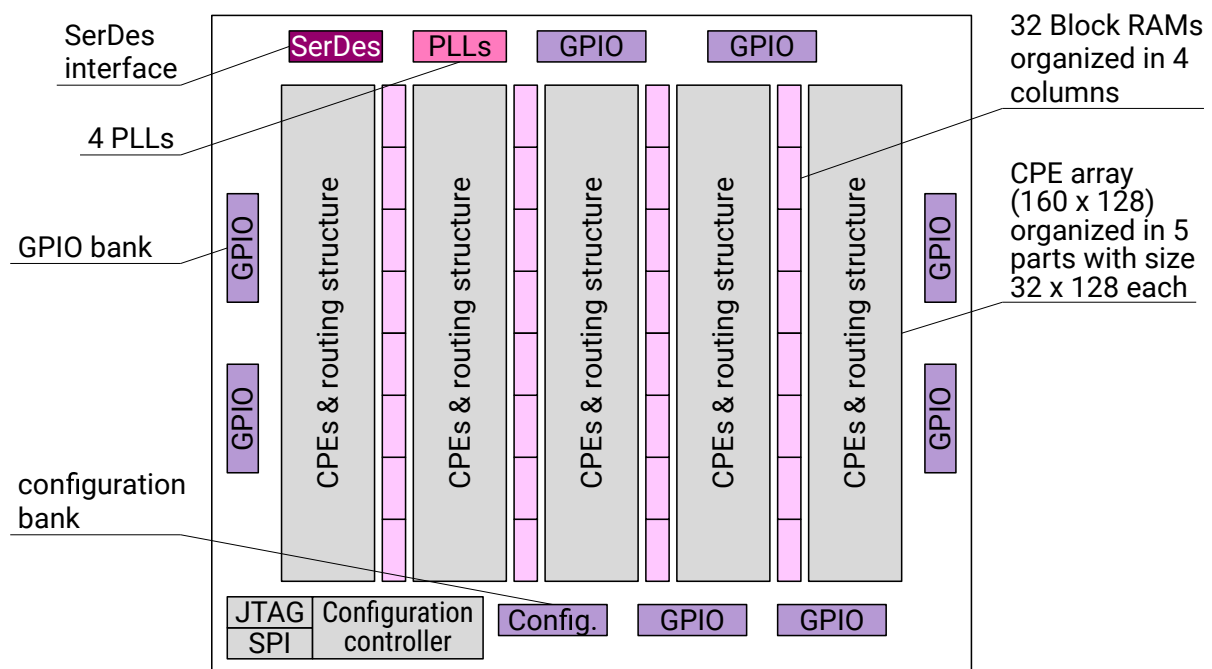 SerDes
interface
4 PLLs
GPIO bank
configuration
bank
SerDes
PLLs
GPIO
GPIO
32 Block RAMs
organized in 4
columns
CPE array
(160 x 128)
organized in 5
parts with size
32 x 128 each
GPIO
GPIO
CPEs & routing structure
CPEs & routing structure
CPEs & routing structure
CPEs & routing structure
CPEs & routing structure
GPIO
GPIO
JTAG
SPI
Configuration
controller
Config.
GPIO
GPIO